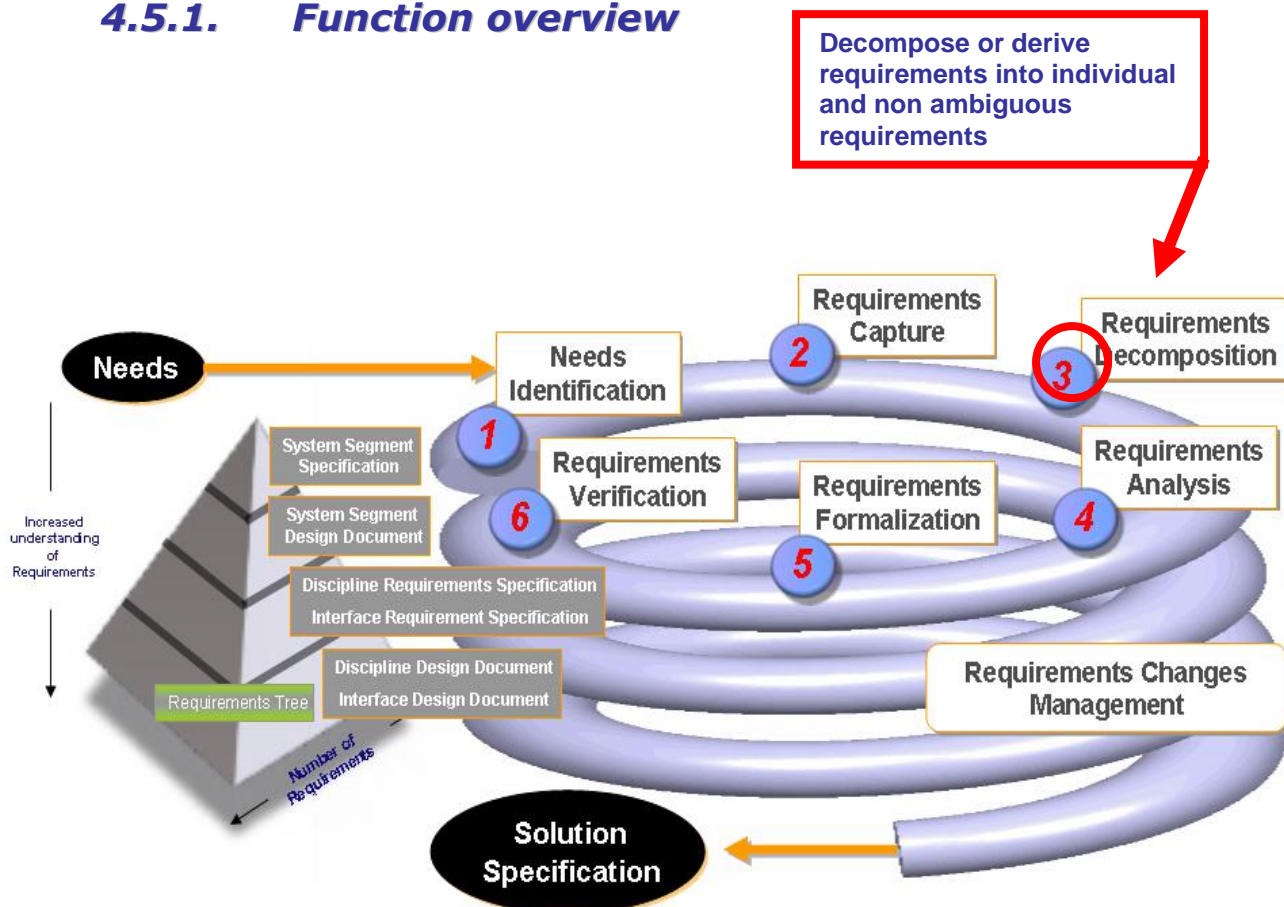 4.5.1. Function overview
Decompose or derive
requirements into individual
and non ambiguous
requirements
Requirements
Capture
Requirements
Decomposition
Needs
Needs
Identification
2
3
1
System Segment
Specification
Requirements
Verification
Requirements
Formalization
Requirements
Analysis
System Segment
Design Document
6
5
4
Increased
understanding
of
Requirements
Discipline Requirements Specification
Interface Requirement Specification
Discipline Design Document
Interface Design Document
Requirements Tree
Requirements Changes
Management
Number of
Requirements
Solution
Specification